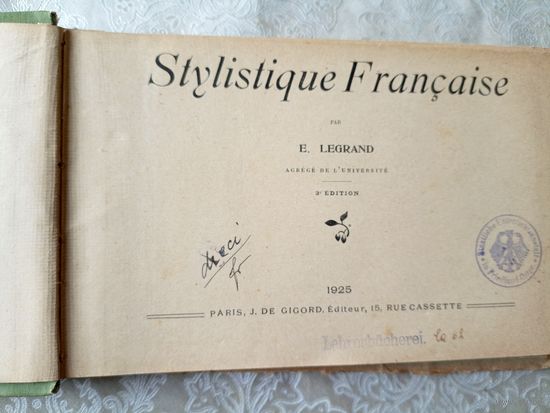 Stylistique Française
PAR
E. LEGRAND
AGRÉGÉ DE L'UNIVERSITÉ
3e ÉDITION
1925
PARIS, J. DE GIGORD, Éditeur, 15, RUE CASSETTE
Lehrerbücherei.